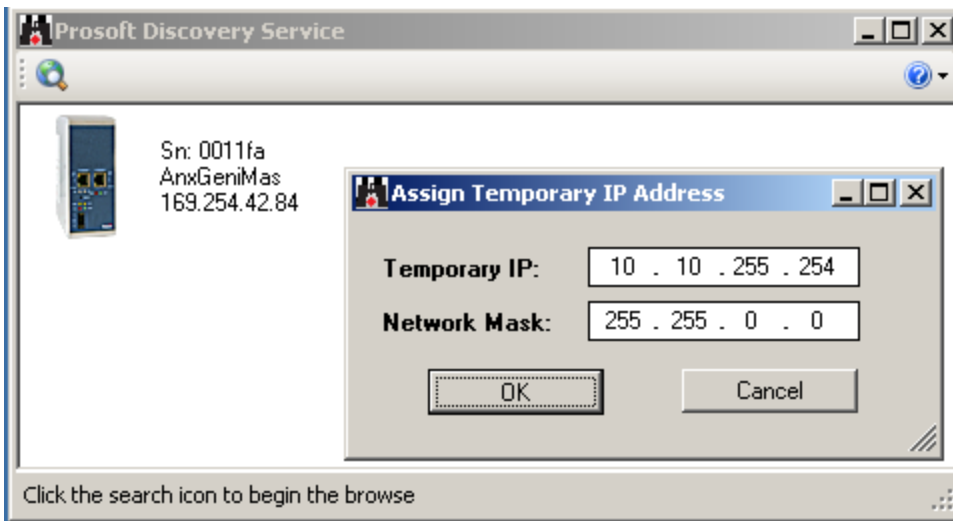 Prosoft Discovery Service
Sn: 0011fa
AnxGeniMas
169.254.42.84
Assign Temporary IP Address
Temporary IP: 10 . 10 . 255 . 254
Network Mask: 255 . 255 . 0 . 0
OK Cancel
Click the search icon to begin the browse